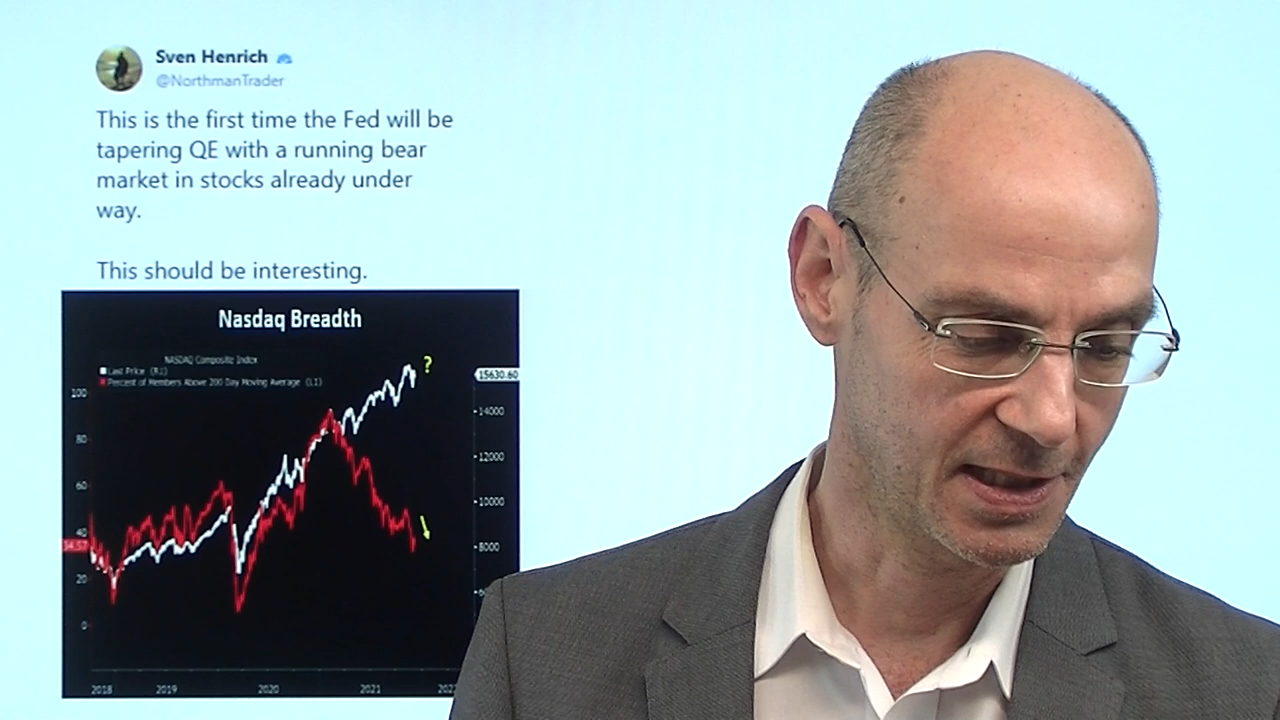 Sven Henrich
@NorthmanTrader
This is the first time the Fed will be
tapering QE with a running bear
market in stocks already under
way.
This should be interesting.
Nasdaq Breadth
NASDAQ Composite Index
Last Price (R1)
Percent of Members Above 200 Day Moving Average (L1)
?
15630.60
100
14000
80
12000
60
10000
40
34.57
8000
20
0
2018 2019 2020 2021